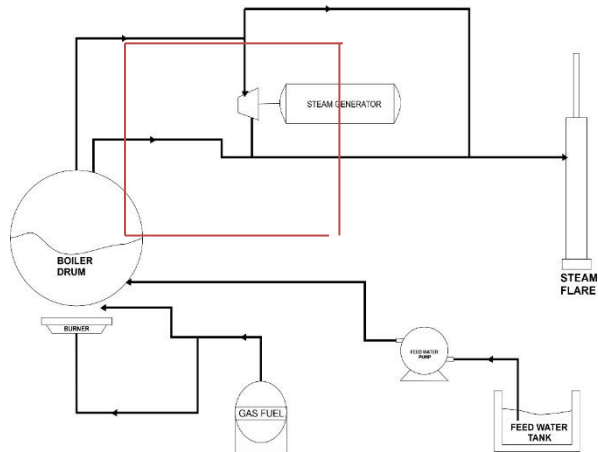 STEAM GENERATOR
BOILER
DRUM
STEAM
FLARE
BURNER
FEED WATER
PUMP
GAS FUEL
FEED WATER
TANK